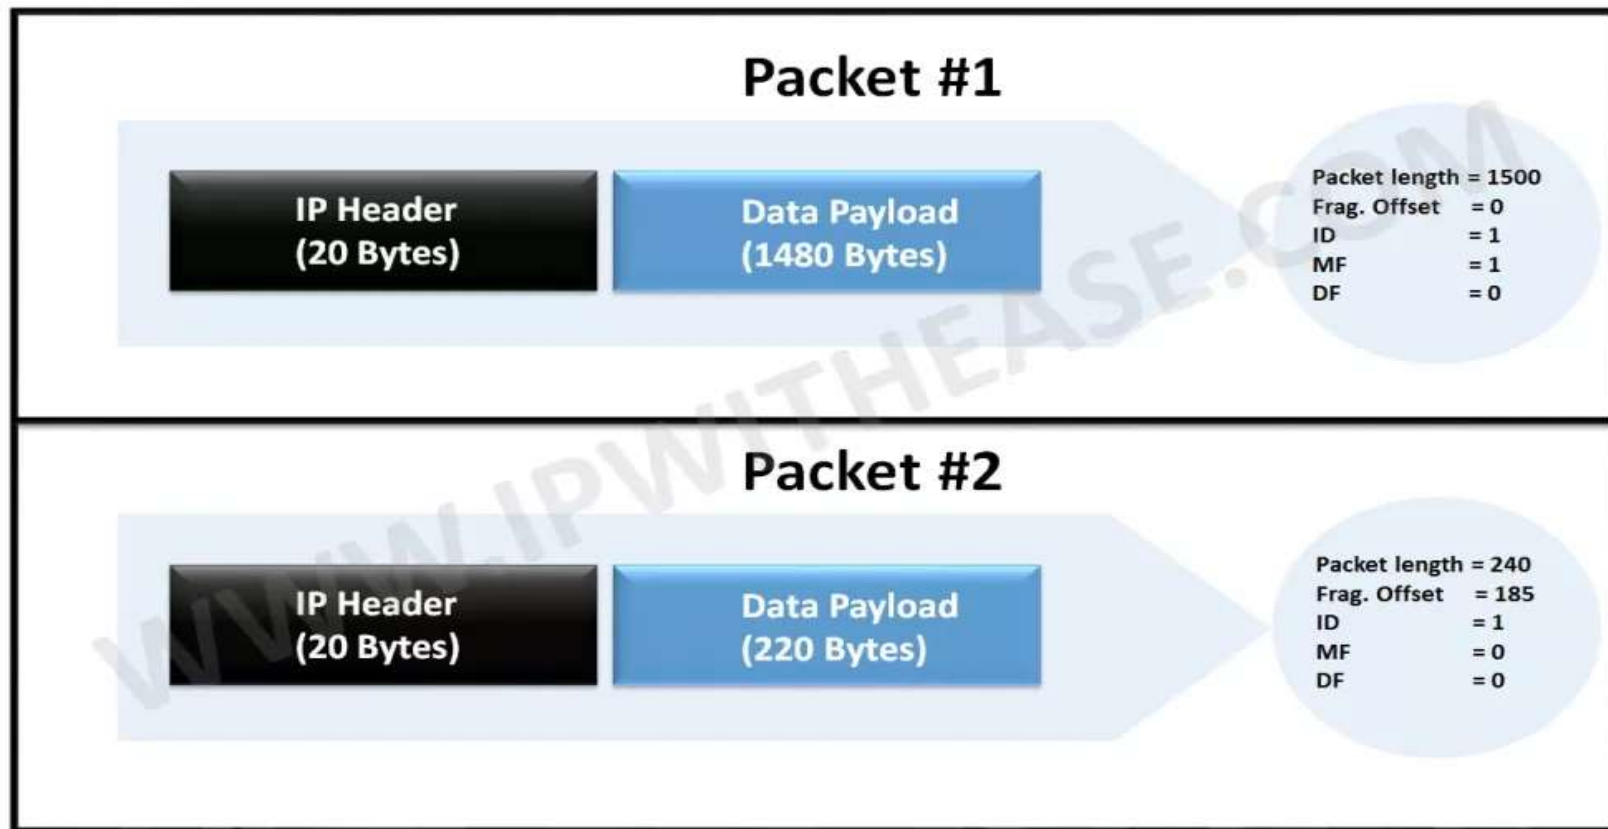 Packet #1
IP Header
(20 Bytes)
Data Payload
(1480 Bytes)
Packet length = 1500
Frag. Offset = 0
ID = 1
MF = 1
DF = 0
WWW.IPWITHEASE.COM
Packet #2
IP Header
(20 Bytes)
Data Payload
(220 Bytes)
Packet length = 240
Frag. Offset = 185
ID = 1
MF = 0
DF = 0